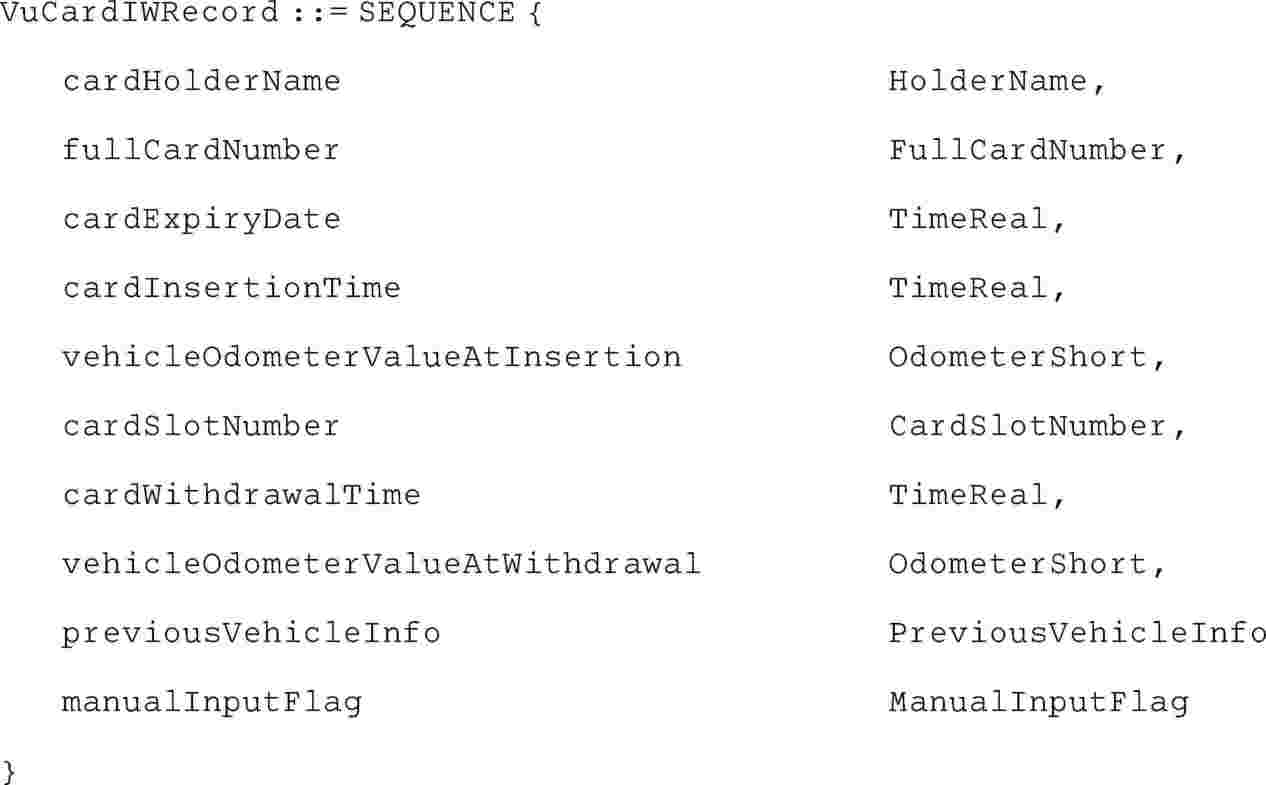 VuCardIWRecord ::= SEQUENCE {
cardHolderName HolderName,
fullCardNumber FullCardNumber,
cardExpiryDate TimeReal,
cardInsertionTime TimeReal,
vehicleOdometerValueAtInsertion OdometerShort,
cardSlotNumber CardSlotNumber,
cardWithdrawalTime TimeReal,
vehicleOdometerValueAtWithdrawal OdometerShort,
previousVehicleInfo PreviousVehicleInfo
manualInputFlag ManualInputFlag
}